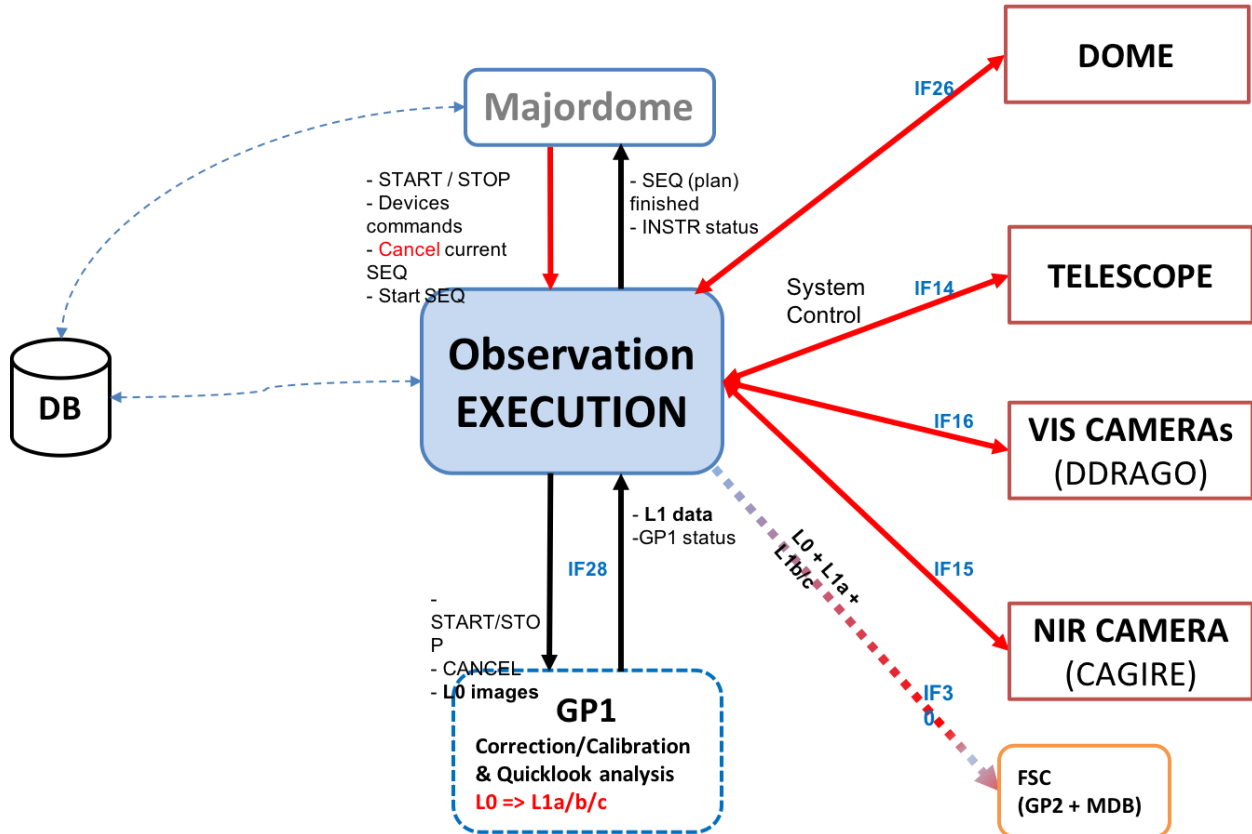 DOME
IF26
Majordome
- START / STOP
- Devices
commands
- Cancel current
SEQ
- Start SEQ
- SEQ (plan)
finished
- INSTR status
System
Control
IF14
TELESCOPE
Observation
EXECUTION
DB
IF16
VIS CAMERAs
(DDRAGO)
- L1 data
-GP1 status
IF28
L0 + L1a +
L1b/c
IF15
-
START/STO
P
- CANCEL
- L0 images
NIR CAMERA
(CAGIRE)
IF3
0
GP1
Correction/Calibration
& Quicklook analysis
L0 => L1a/b/c
FSC
(GP2 + MDB)